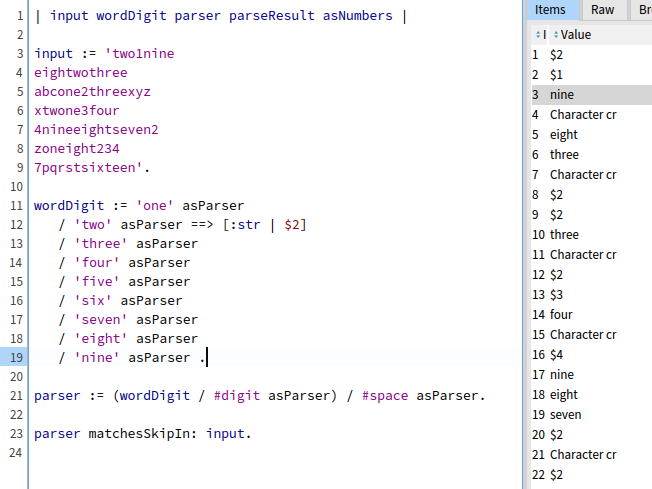 1 | input wordDigit parser parseResult asNumbers |
2
3 input := 'two1nine
4 eightwothree
5 abcone2threexyz
6 xtwone3four
7 4nineeightseven2
8 zoneight234
9 7pqrstsixteen'.
10
11 wordDigit := 'one' asParser
12 / 'two' asParser ==> [:str | $2]
13 / 'three' asParser
14 / 'four' asParser
15 / 'five' asParser
16 / 'six' asParser
17 / 'seven' asParser
18 / 'eight' asParser
19 / 'nine' asParser .
20
21 parser := (wordDigit / #digit asParser) / #space asParser.
22
23 parser matchesSkipIn: input.
24
Items Raw Br
I Value
1 $2
2 $1
3 nine
4 Character cr
5 eight
6 three
7 Character cr
8 $2
9 $2
10 three
11 Character cr
12 $2
13 $3
14 four
15 Character cr
16 $4
17 nine
18 eight
19 seven
20 $2
21 Character cr
22 $2